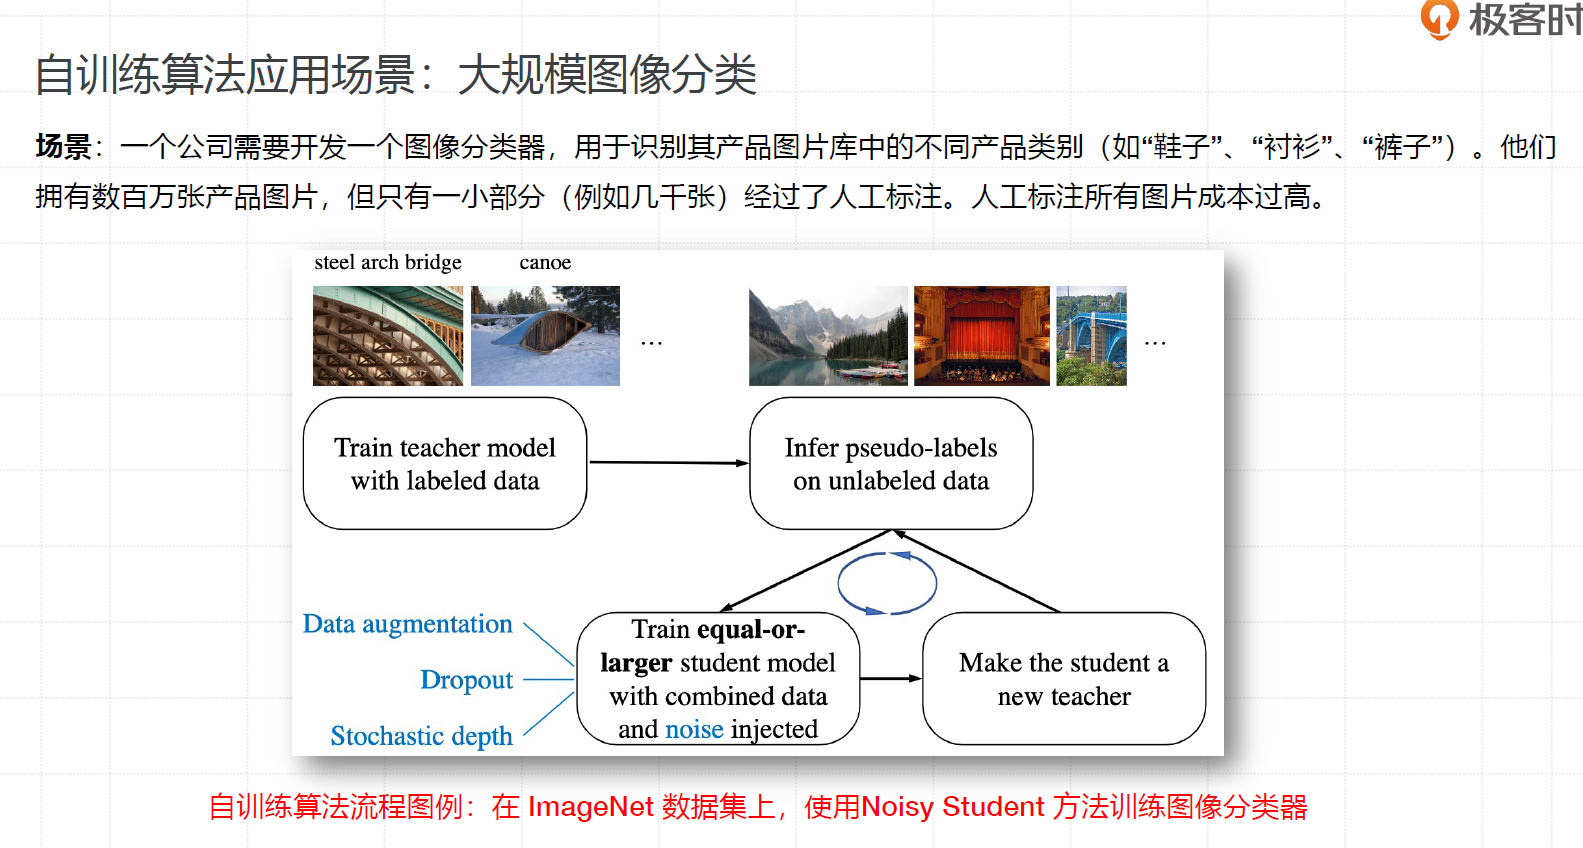 极客时
自训练算法应用场景：大规模图像分类
场景：一个公司需要开发一个图像分类器，用于识别其产品图片库中的不同产品类别（如“鞋子”、“衬衫”、“裤子”）。他们
拥有数百万张产品图片，但只有一小部分（例如几千张）经过了人工标注。人工标注所有图片成本过高。
steel arch bridge
canoe
...
...
Train teacher model
with labeled data
Infer pseudo-labels
on unlabeled data
Data augmentation
Dropout
Stochastic depth
Train equal-or-
larger student model
with combined data
and noise injected
Make the student a
new teacher
自训练算法流程图例：在 ImageNet 数据集上，使用Noisy Student 方法训练图像分类器